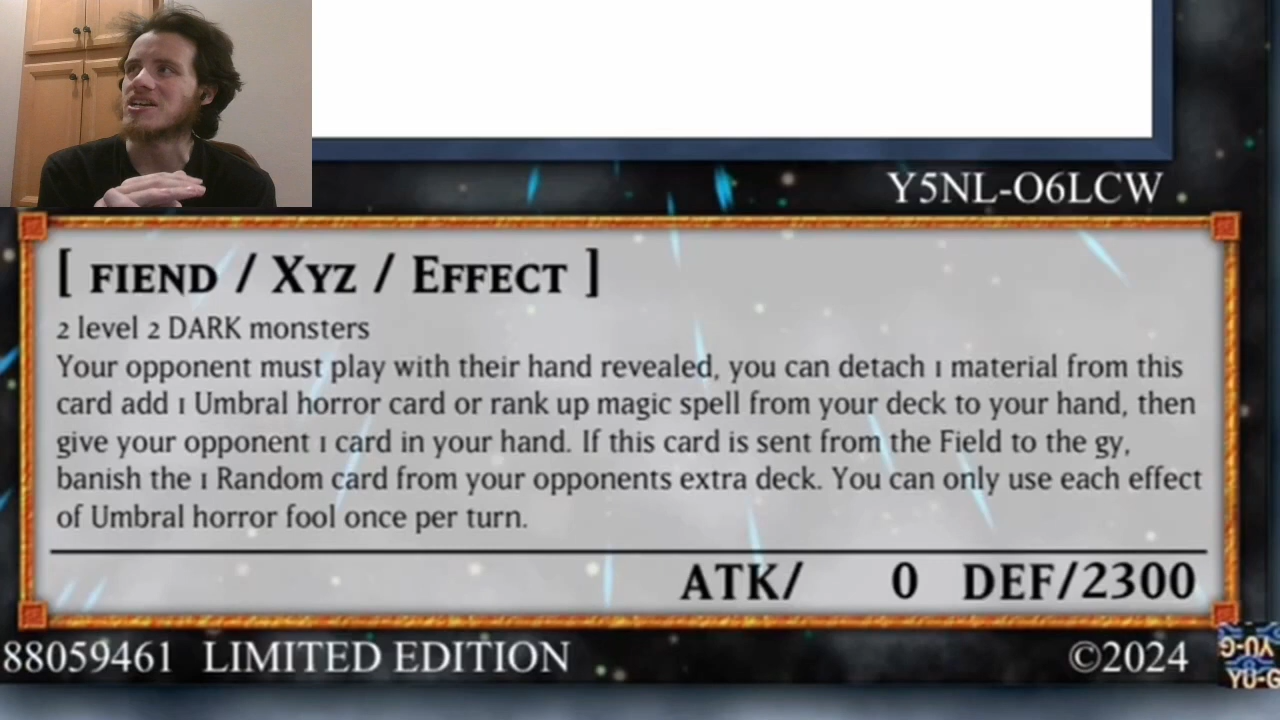 Y5NL-O6LCW
[ FIEND / XYZ / EFFECT ]
2 level 2 DARK monsters
Your opponent must play with their hand revealed, you can detach 1 material from this
card add 1 Umbral horror card or rank up magic spell from your deck to your hand, then
give your opponent 1 card in your hand. If this card is sent from the Field to the gy,
banish the 1 Random card from your opponents extra deck. You can only use each effect
of Umbral horror fool once per turn.
ATK/ 0 DEF/2300
88059461 LIMITED EDITION ©2024